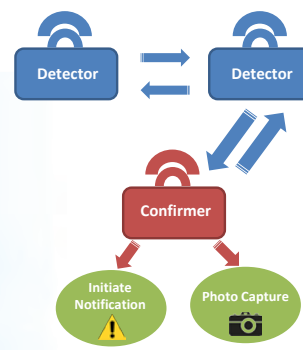 Detector
Detector
Confirmer
Initiate
Notification
Photo Capture